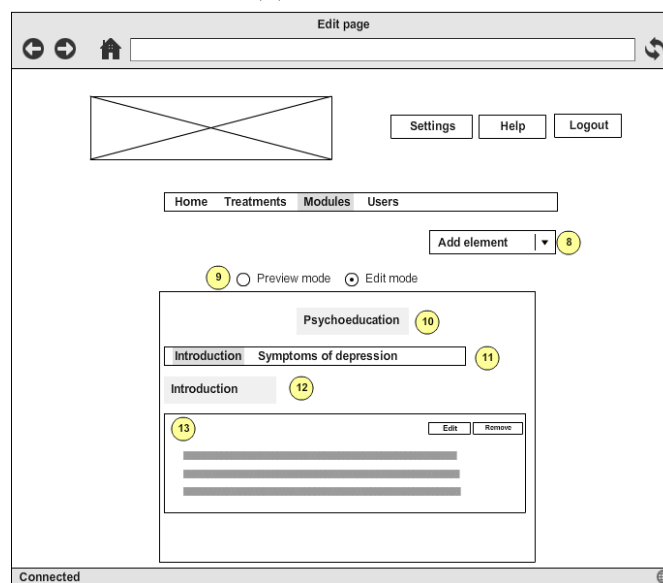 Edit page
Settings Help Logout
Home Treatments Modules Users
Add element 8
9 Preview mode Edit mode
Psychoeducation 10
Introduction Symptoms of depression 11
Introduction 12
13 Edit Remove
Connected